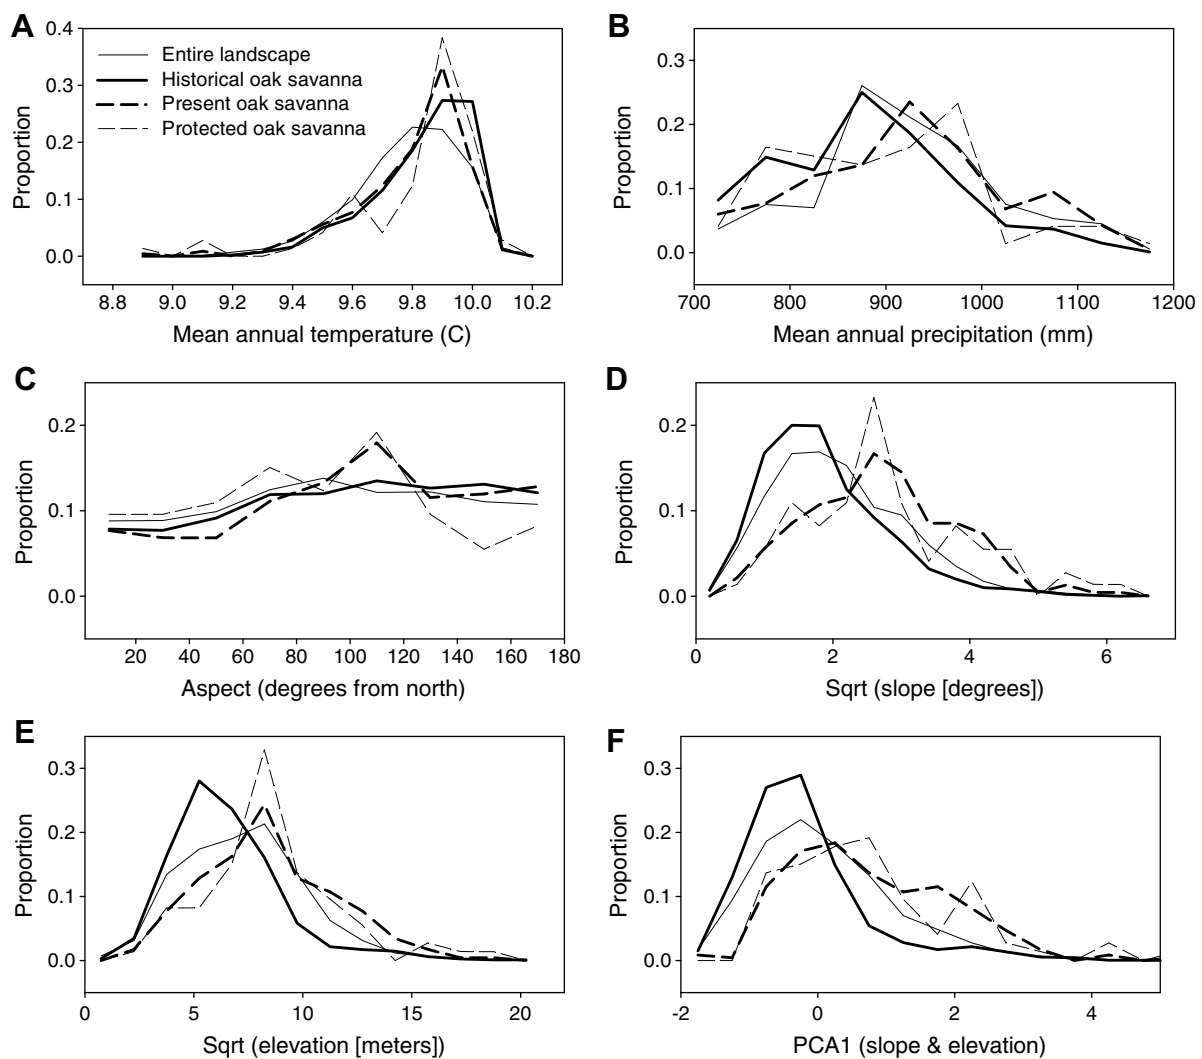 A
0.4
0.3
0.2
0.1
0.0
Proportion
Entire landscape
Historical oak savanna
Present oak savanna
Protected oak savanna
8.8 9.0 9.2 9.4 9.6 9.8 10.0 10.2
Mean annual temperature (C)
B
0.3
0.2
0.1
0.0
Proportion
700 800 900 1000 1100 1200
Mean annual precipitation (mm)
C
0.2
0.1
0.0
Proportion
20 40 60 80 100 120 140 160 180
Aspect (degrees from north)
D
0.2
0.1
0.0
Proportion
0 2 4 6
Sqrt (slope [degrees])
E
0.3
0.2
0.1
0.0
Proportion
0 5 10 15 20
Sqrt (elevation [meters])
F
0.3
0.2
0.1
0.0
Proportion
-2 0 2 4
PCA1 (slope & elevation)